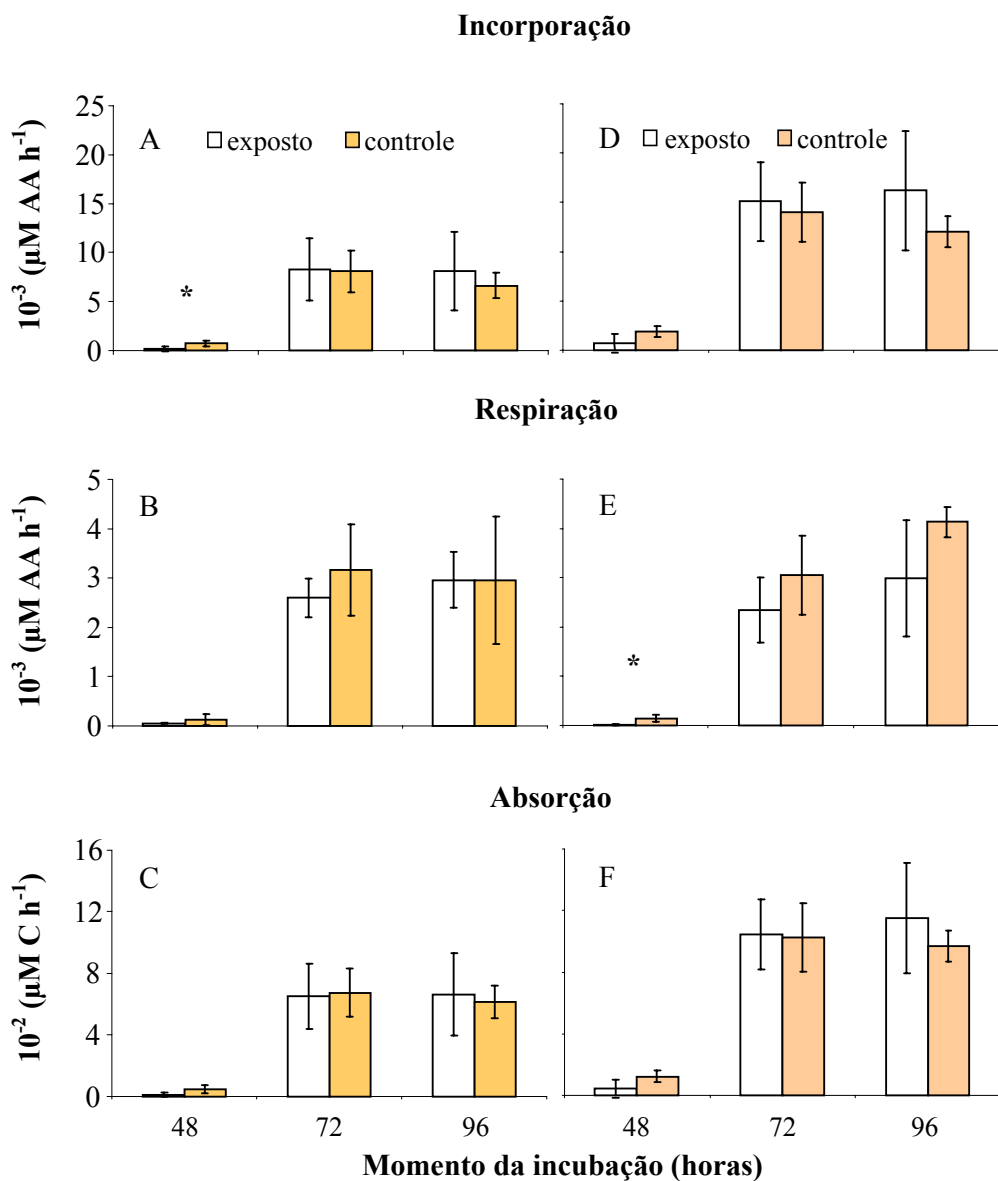 Incorporação
10⁻³ (µM AA h⁻¹)
25
20
15
10
5
0
A
exposto
controle
*
D
exposto
controle
Respiração
10⁻³ (µM AA h⁻¹)
5
4
3
2
1
0
B
E
*
Absorção
10⁻² (µM C h⁻¹)
16
12
8
4
0
C
F
48 72 96 48 72 96
Momento da incubação (horas)